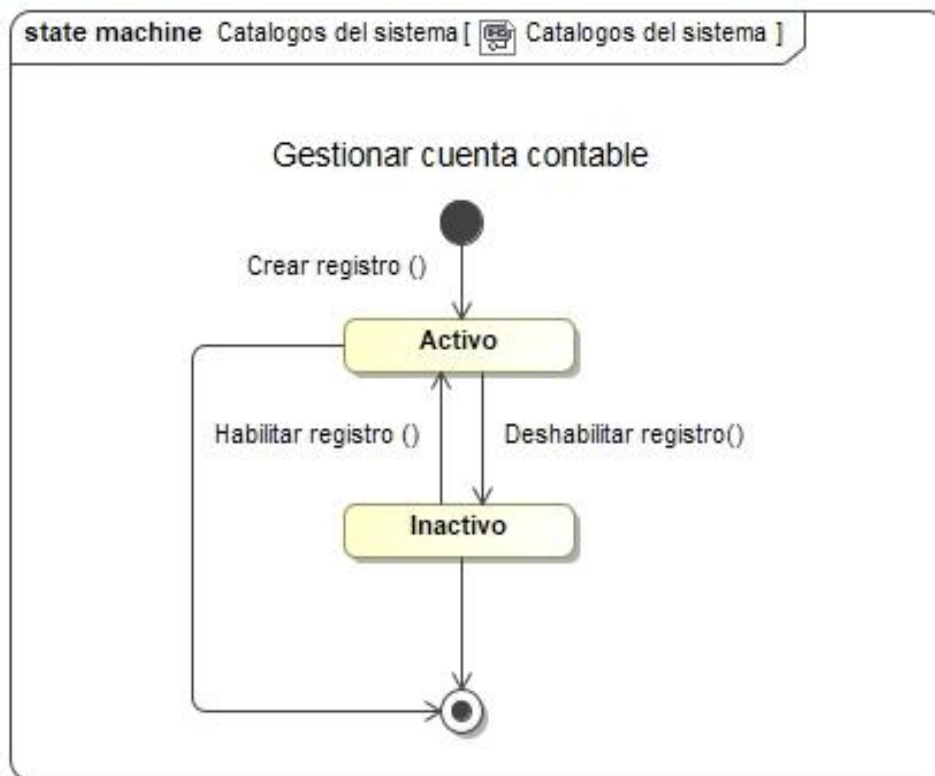 state machine Catalogos del sistema [ Catalogos del sistema ]
Gestionar cuenta contable
Crear registro ()
Activo
Habilitar registro ()
Deshabilitar registro()
Inactivo